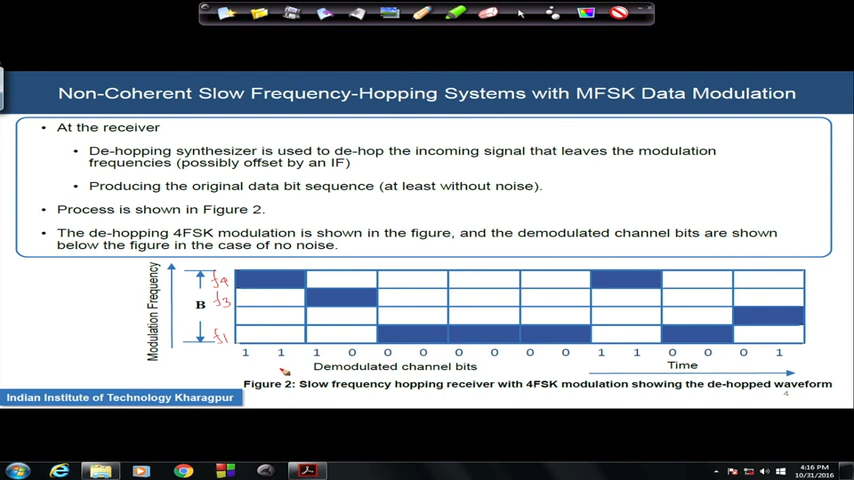 Non-Coherent Slow Frequency-Hopping Systems with MFSK Data Modulation
• At the receiver
• De-hopping synthesizer is used to de-hop the incoming signal that leaves the modulation
frequencies (possibly offset by an IF)
• Producing the original data bit sequence (at least without noise).
• Process is shown in Figure 2.
• The de-hopping 4FSK modulation is shown in the figure, and the demodulated channel bits are shown
below the figure in the case of no noise.
Modulation Frequency
B
f4
f3
f1
1 1 1 0 0 0 0 0 0 0 1 1 0 0 0 1
Demodulated channel bits
Time
Figure 2: Slow frequency hopping receiver with 4FSK modulation showing the de-hopped waveform
4
Indian Institute of Technology Kharagpur
4:16 PM
10/31/2016